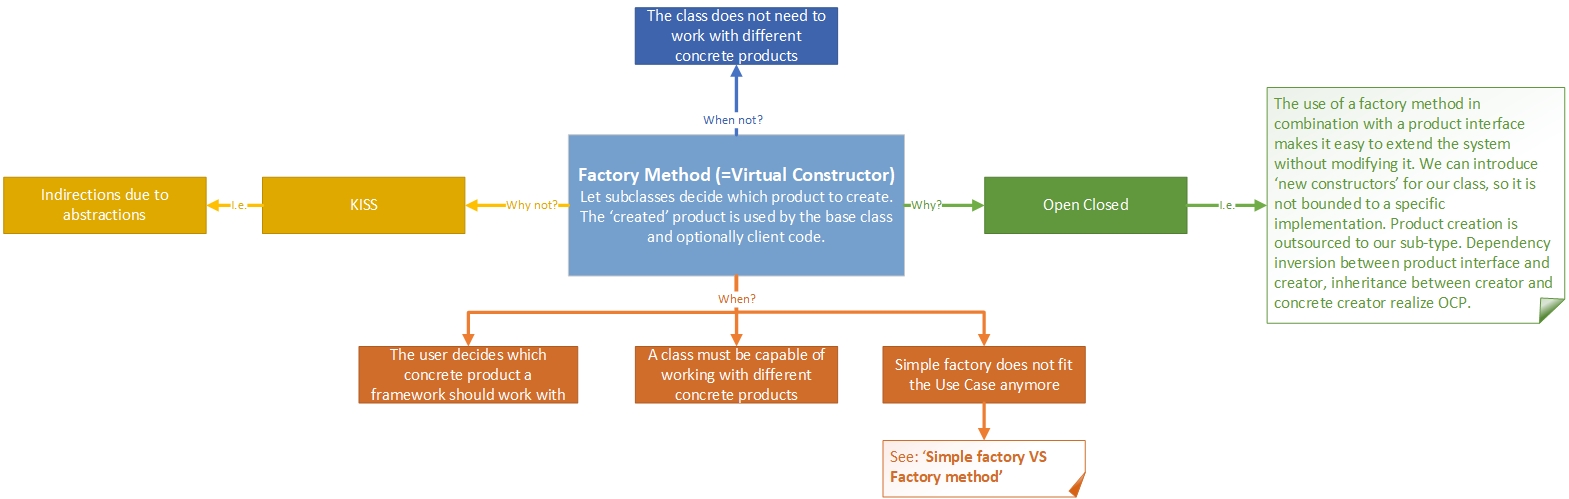 The class does not need to
work with different
concrete products
When not?
Factory Method (=Virtual Constructor)
Let subclasses decide which product to create.
The ‘created’ product is used by the base class
and optionally client code.
Why not?
KISS
I.e.
Indirections due to
abstractions
Why?
Open Closed
I.e.
The use of a factory method in
combination with a product interface
makes it easy to extend the system
without modifying it. We can introduce
‘new constructors’ for our class, so it is
not bounded to a specific
implementation. Product creation is
outsourced to our sub-type. Dependency
inversion between product interface and
creator, inheritance between creator and
concrete creator realize OCP.
When?
The user decides which
concrete product a
framework should work with
A class must be capable of
working with different
concrete products
Simple factory does not fit
the Use Case anymore
See: ‘Simple factory VS
Factory method’